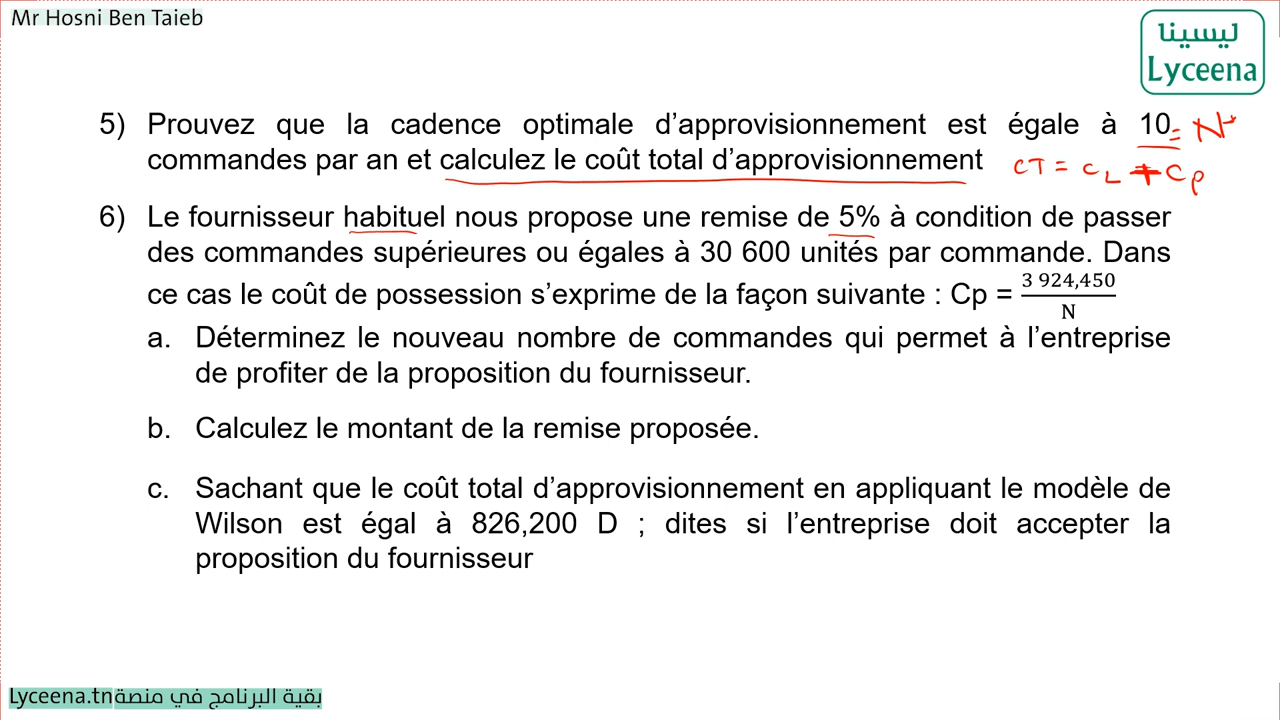 Mr Hosni Ben Taieb
ليسينا
Lyceena
5) Prouvez que la cadence optimale d'approvisionnement est égale à 10 = N*
commandes par an et calculez le coût total d'approvisionnement CT = CL + Cp
6) Le fournisseur habituel nous propose une remise de 5% à condition de passer
des commandes supérieures ou égales à 30 600 unités par commande. Dans
ce cas le coût de possession s'exprime de la façon suivante : Cp = 3 924,450 / N
a. Déterminez le nouveau nombre de commandes qui permet à l'entreprise
de profiter de la proposition du fournisseur.
b. Calculez le montant de la remise proposée.
c. Sachant que le coût total d'approvisionnement en appliquant le modèle de
Wilson est égal à 826,200 D ; dites si l'entreprise doit accepter la
proposition du fournisseur
Lyceena.tn بقية البرنامج في منصة